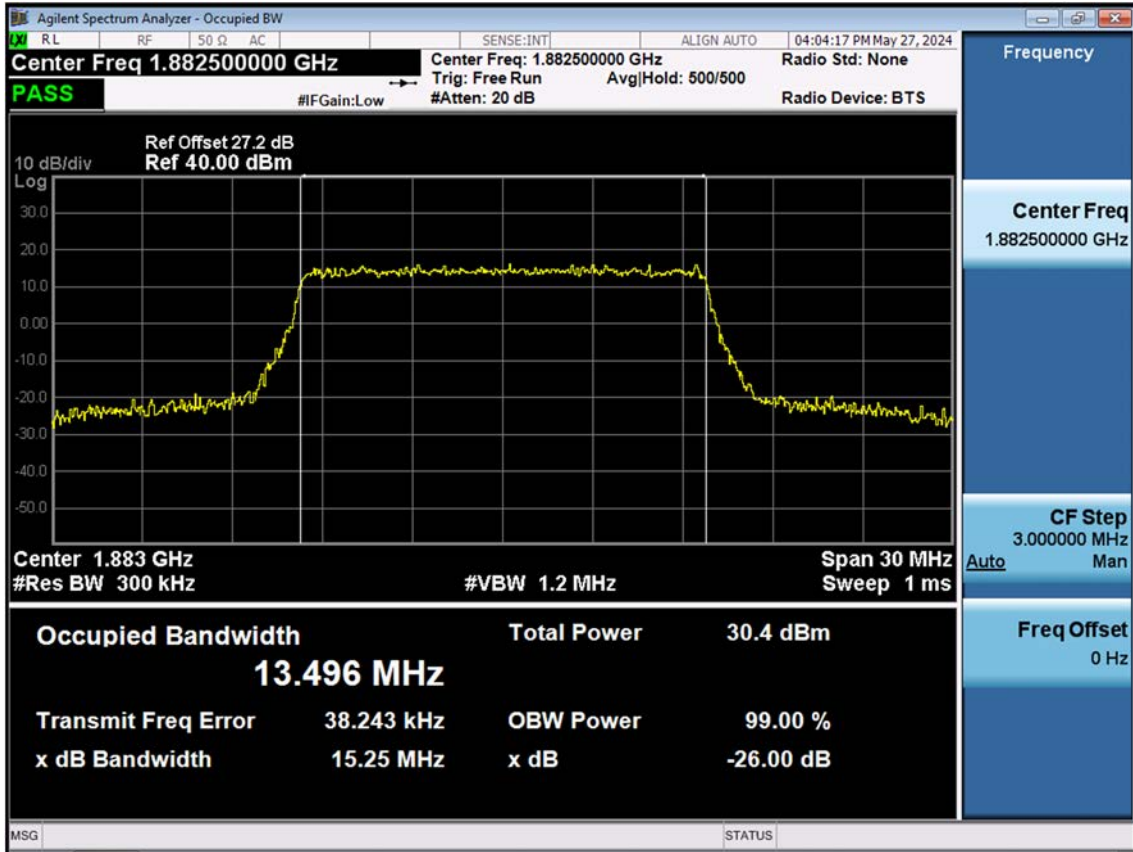 Agilent Spectrum Analyzer - Occupied BW
LXI RL RF 50 Ω AC SENSE:INT ALIGN AUTO 04:04:17 PM May 27, 2024
Center Freq 1.882500000 GHz
Center Freq: 1.882500000 GHz
Radio Std: None
Trig: Free Run Avg|Hold: 500/500
PASS
#IFGain:Low
#Atten: 20 dB
Radio Device: BTS
Ref Offset 27.2 dB
10 dB/div Ref 40.00 dBm
Log
30.0
20.0
10.0
0.00
-10.0
-20.0
-30.0
-40.0
-50.0
Center 1.883 GHz Span 30 MHz
#Res BW 300 kHz #VBW 1.2 MHz Sweep 1 ms
Occupied Bandwidth Total Power 30.4 dBm
13.496 MHz
Transmit Freq Error 38.243 kHz OBW Power 99.00 %
x dB Bandwidth 15.25 MHz x dB -26.00 dB
MSG STATUS
Frequency
Center Freq
1.882500000 GHz
CF Step
3.000000 MHz
Auto Man
Freq Offset
0 Hz